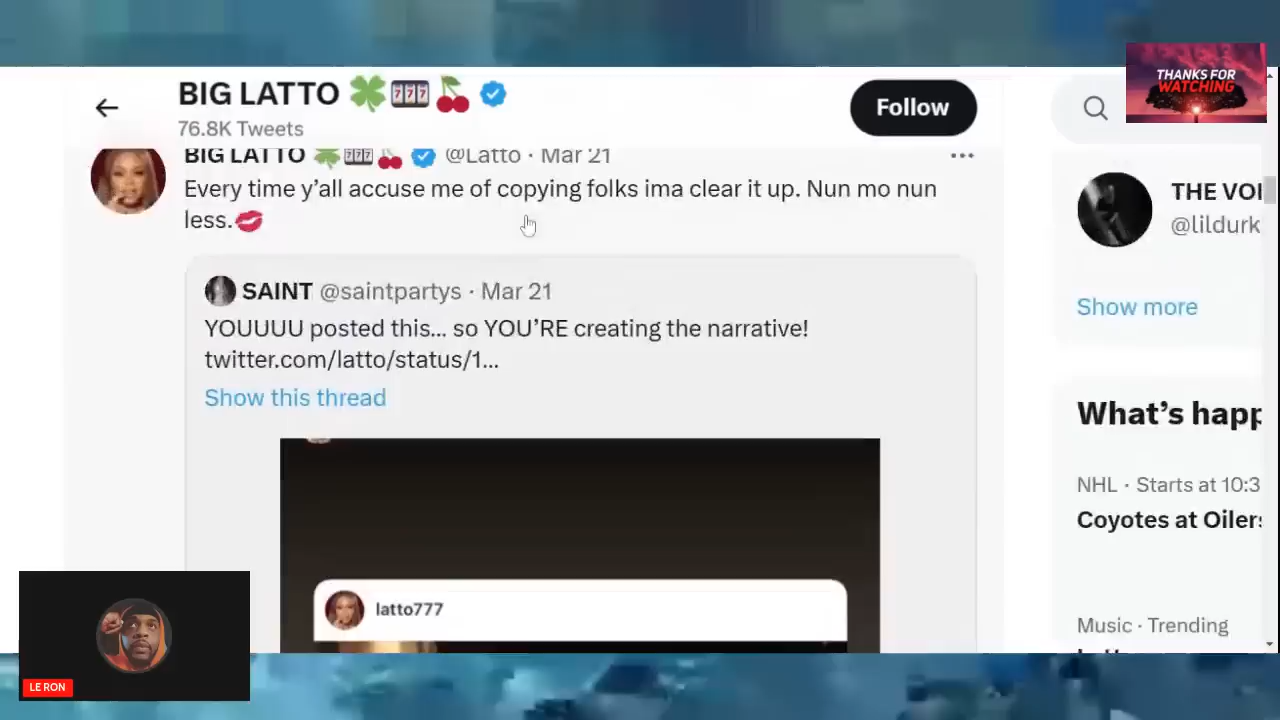 THANKS FOR
WATCHING
BIG LATTO
76.8K Tweets
Follow
BIG LATTO @Latto · Mar 21
Every time y'all accuse me of copying folks ima clear it up. Nun mo nun
less.
SAINT @saintpartys · Mar 21
YOUUUU posted this... so YOU'RE creating the narrative!
twitter.com/latto/status/1...
Show this thread
latto777
THE VOI
@lildurk
Show more
What's happ
NHL · Starts at 10:3
Coyotes at Oilers
Music · Trending
LE RON